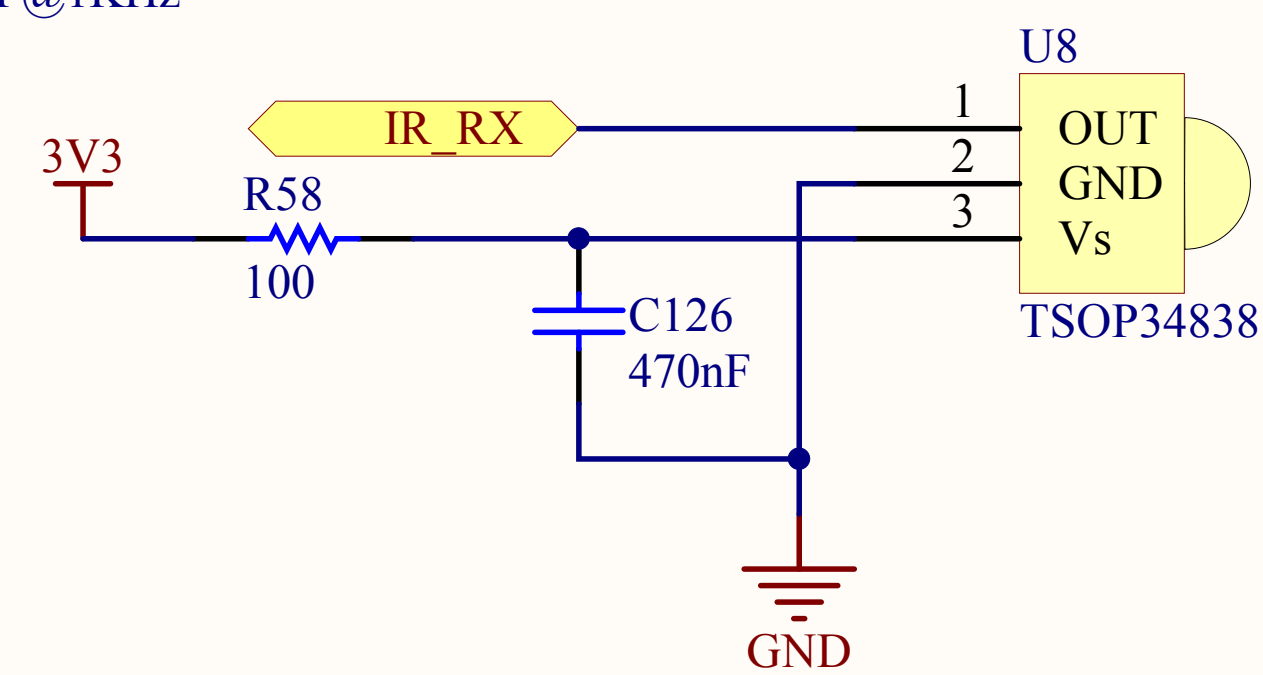 U8
IR_RX
1
OUT
2
GND
3
Vs
3V3
R58
100
C126
470nF
TSOP34838
GND